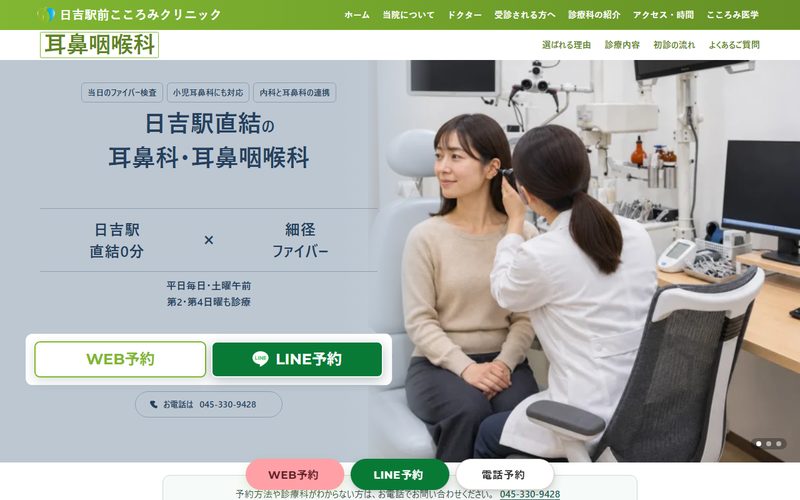 日吉駅前こころみクリニック
ホーム 当院について ドクター 受診される方へ 診療科の紹介 アクセス・時間 こころみ医学
耳鼻咽喉科
選ばれる理由 診療内容 初診の流れ よくあるご質問
当日のファイバー検査 小児耳鼻科にも対応 内科と耳鼻科の連携
日吉駅直結の
耳鼻科・耳鼻咽喉科
日吉駅
直結0分
×
細径
ファイバー
平日毎日・土曜午前
第2・第4日曜も診療
WEB予約 LINE LINE予約
お電話は 045-330-9428
WEB予約 LINE予約 電話予約
予約方法や診療科がわからない方は、お電話でお問い合わせください。 045-330-9428